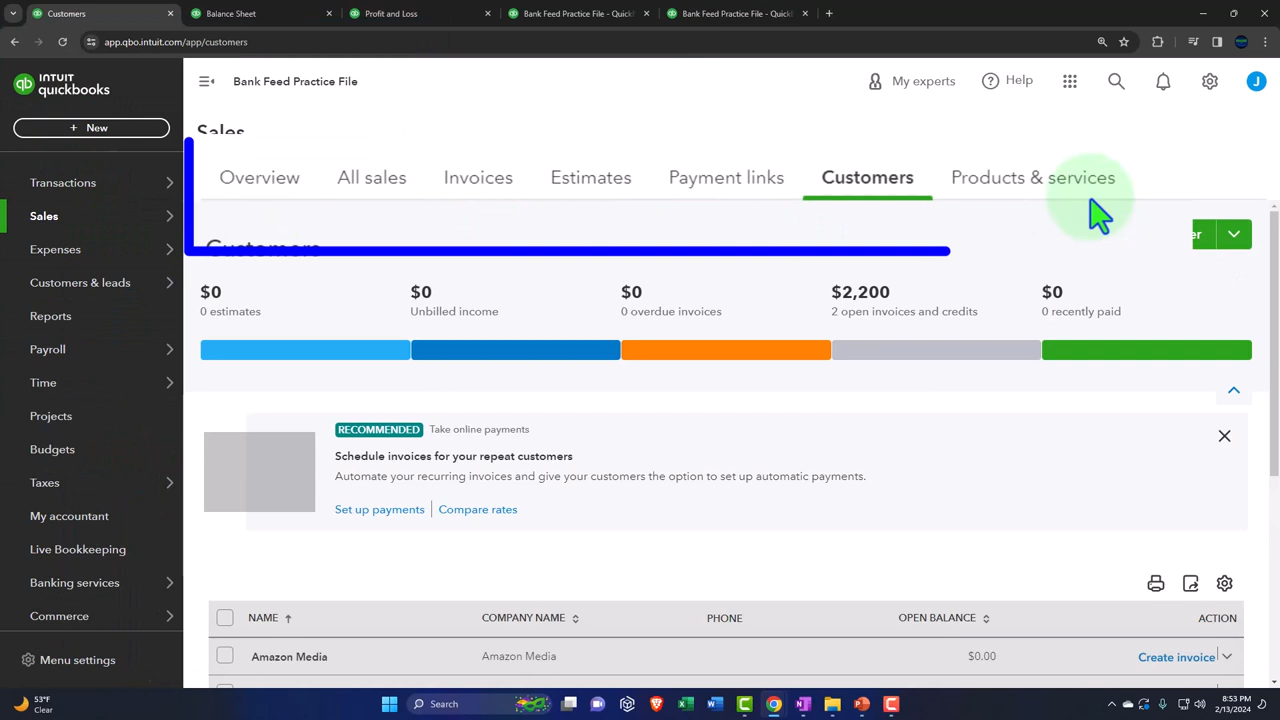 Customers
Balance Sheet
Profit and Loss
Bank Feed Practice File - Quick
Bank Feed Practice File - Quick
app.qbo.intuit.com/app/customers
INTUIT
quickbooks
Bank Feed Practice File
My experts
Help
J
+ New
Sales
Overview
All sales
Invoices
Estimates
Payment links
Customers
Products & services
Transactions
Sales
Expenses
Customers & leads
Reports
Payroll
Time
Projects
Budgets
Taxes
My accountant
Live Bookkeeping
Banking services
Commerce
Menu settings
Customers
er
$0
0 estimates
$0
Unbilled income
$0
0 overdue invoices
$2,200
2 open invoices and credits
$0
0 recently paid
RECOMMENDED
Take online payments
Schedule invoices for your repeat customers
Automate your recurring invoices and give your customers the option to set up automatic payments.
Set up payments
Compare rates
NAME
COMPANY NAME
PHONE
OPEN BALANCE
ACTION
Amazon Media
Amazon Media
$0.00
Create invoice
53°F
Clear
Search
8:53 PM
2/13/2024